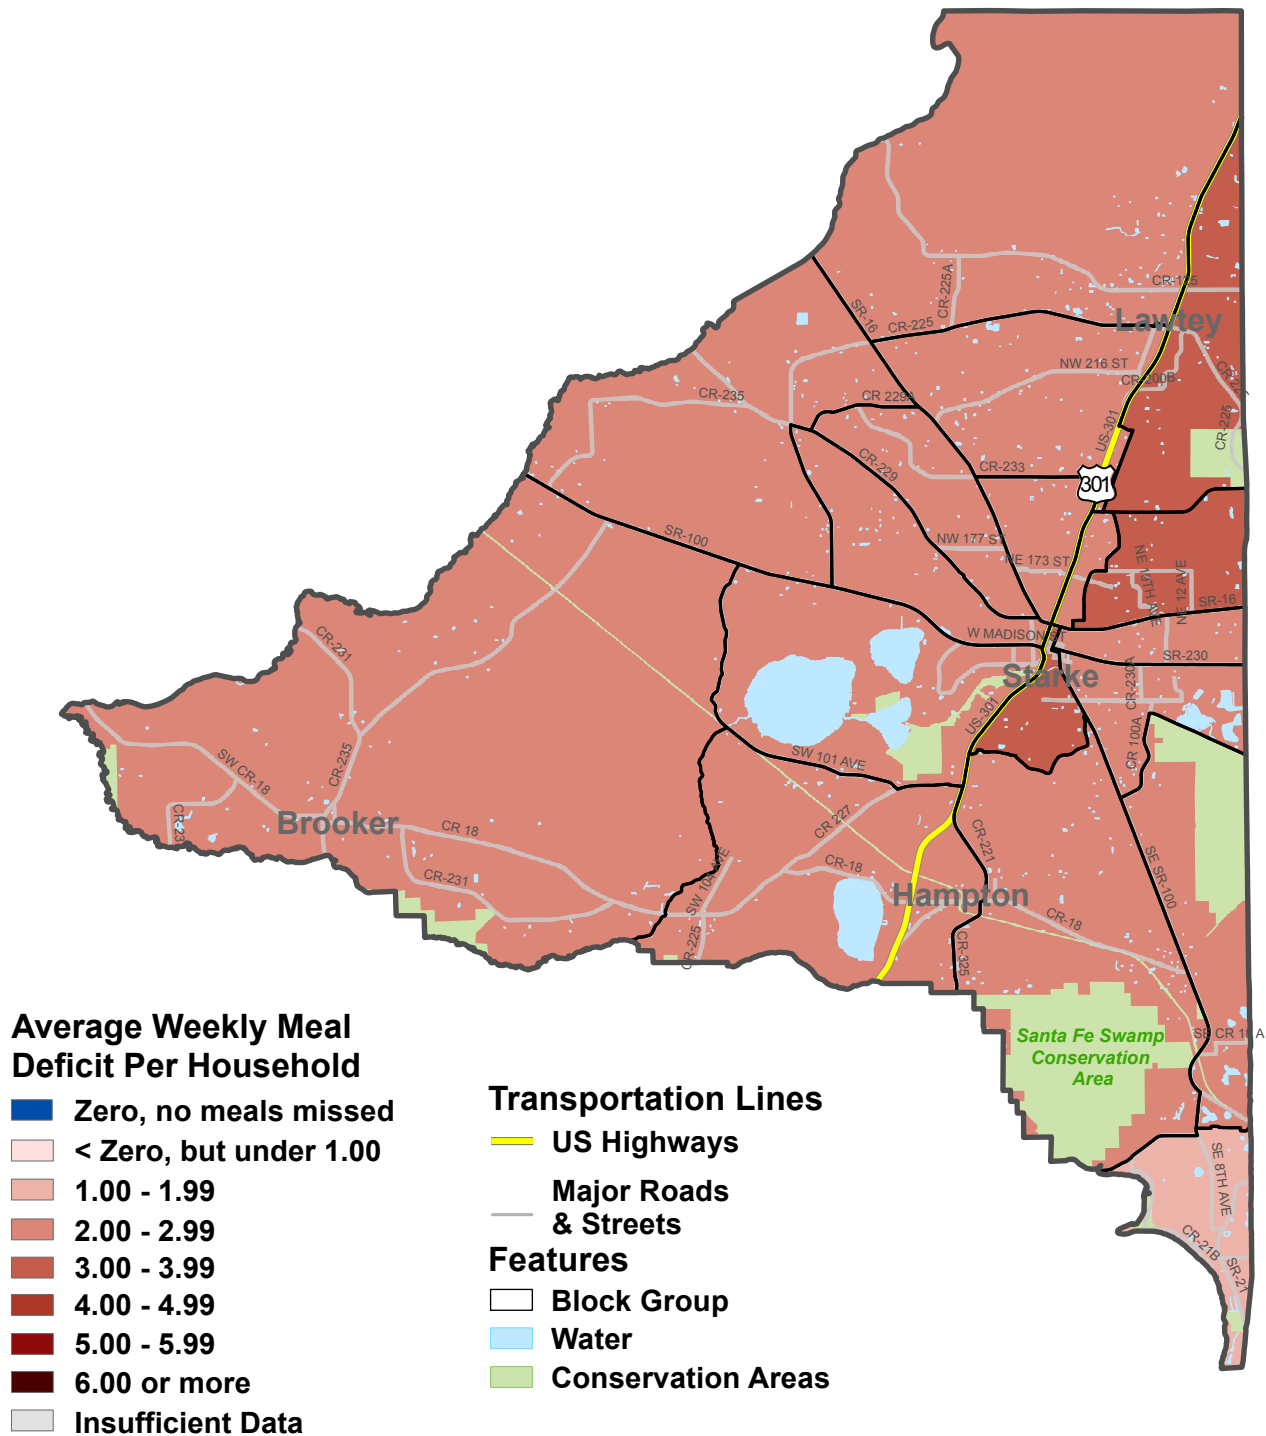 CR-125
CR-225A
SR-16
CR-225
Lawtey
NW 216 ST
CR-200B
CR-225
CR-235
CR 229A
US-301
CR-229
CR-233
301
SR-100
NW 177 ST
NE 173 ST
NE 19TH AVE
NE 12 AVE
SR-16
W MADISON ST
SR-230
CR-231
Starke
CR-230A
US-301
CR 100A
SW 101 AVE
SW CR-18
CR-235
CR-23
Brooker
CR 18
CR 227
CR-221
CR-231
SW 104 AVE
CR-18
SE SR-100
Hampton
CR-18
CR-225
CR-325
Santa Fe Swamp
Conservation
Area
SE CR 18 A
SE 8TH AVE
CR-21B
SR-21
Average Weekly Meal
Deficit Per Household
Zero, no meals missed
< Zero, but under 1.00
1.00 - 1.99
2.00 - 2.99
3.00 - 3.99
4.00 - 4.99
5.00 - 5.99
6.00 or more
Insufficient Data
Transportation Lines
US Highways
Major Roads
& Streets
Features
Block Group
Water
Conservation Areas